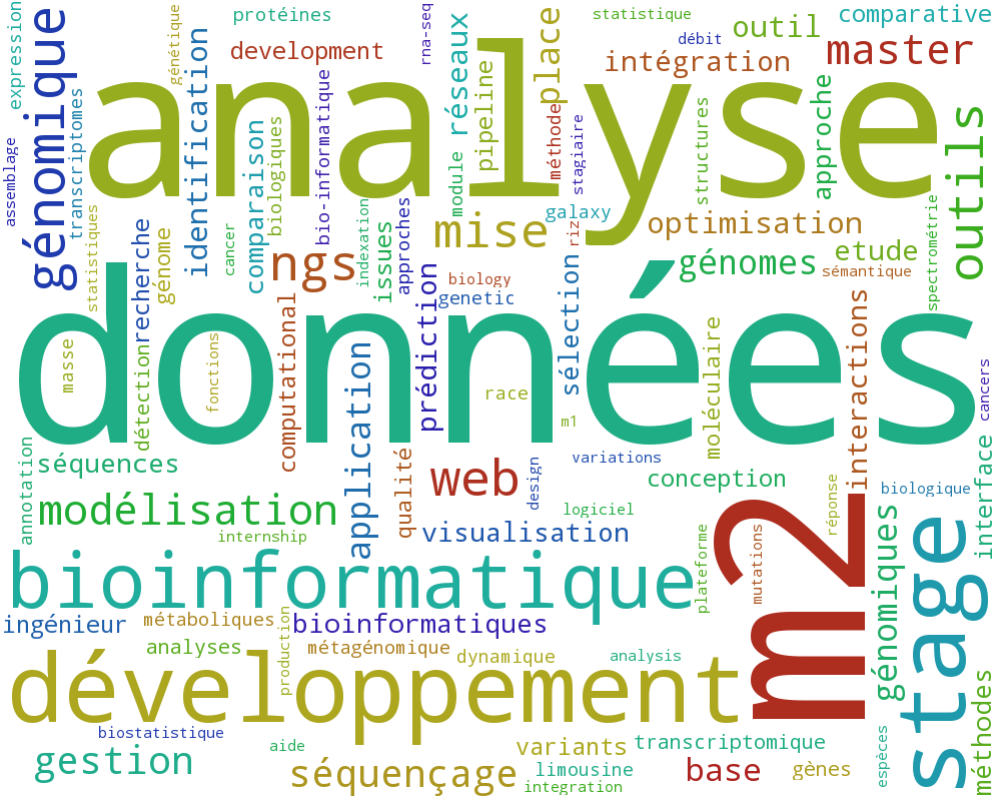 expression
génomique
protéines
génétique
development
identification
rna-seq
réseaux
pipeline
place
statistique
débit
outil
comparative
master
intégration
analyse
assemblage
transcriptomes
comparaison
biologiques
bio-informatique
module
méthode
stagiaire
structures
approche
outils
statistiques
recherche
génome
cancer
ngs
indexation
issues
approches
mise
galaxy
riz
optimisation
etude
génomes
sémantique
spectrométrie
biology
genetic
données
masse
détection
fonctions
computational
application
prédiction
race
sélection
m1
moléculaire
interactions
cancers
annotation
séquences
qualité
web
design
variations
conception
réponse
biologique
interface
modélisation
internship
visualisation
logiciel
plateforme
mutations
m2
génomiques
stage
bioinformatique
ingénieur
métaboliques
production
bioinformatiques
analyses
métagénomique
dynamique
analysis
développement
méthodes
biostatistique
gestion
aide
séquençage
variants
transcriptomique
limousine
integration
base
gènes
espèces